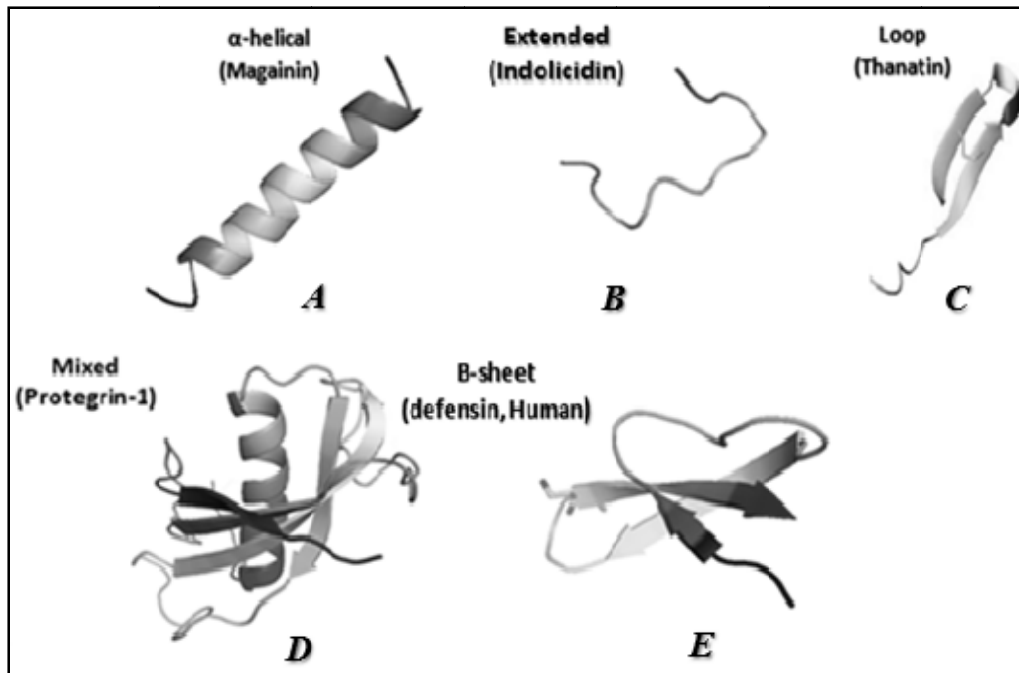 α-helical
(Magainin)
Extended
(Indolicidin)
Loop
(Thanatin)
A
B
C
Mixed
(Protegrin-1)
B-sheet
(defensin, Human)
D
E